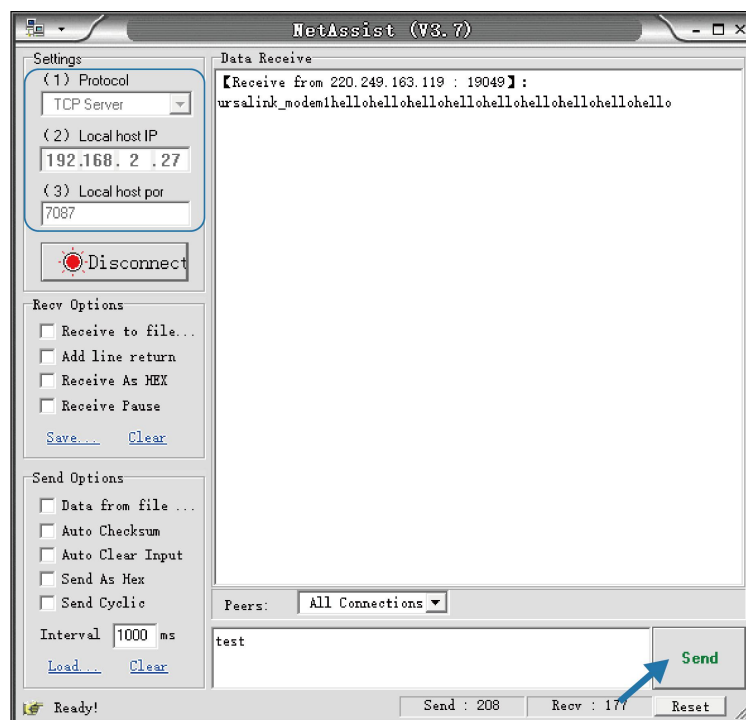 NetAssist (V3.7)
Settings
(1) Protocol
TCP Server
(2) Local host IP
192.168. 2 .27
(3) Local host por
7087
Disconnect
Recv Options
Receive to file...
Add line return
Receive As HEX
Receive Pause
Save... Clear
Send Options
Data from file ...
Auto Checksum
Auto Clear Input
Send As Hex
Send Cyclic
Interval 1000 ms
Load... Clear
Data Receive
【Receive from 220.249.163.119 : 19049】:
ursalink_modem1hellohellohellohellohellohellohellohellohello
Peers: All Connections
test
Send
Ready!
Send : 208
Recv : 177
Reset